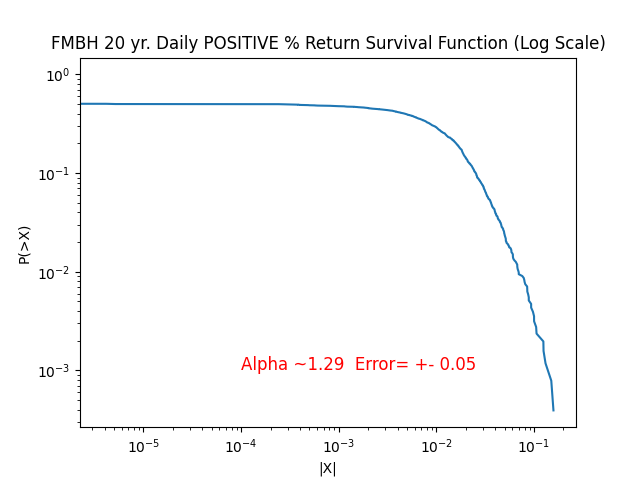 FMBH 20 yr. Daily POSITIVE % Return Survival Function (Log Scale)
10⁰
10⁻¹
10⁻²
10⁻³
P(>X)
Alpha ~1.29  Error= +- 0.05
10⁻⁵ 10⁻⁴ 10⁻³ 10⁻² 10⁻¹
|X|